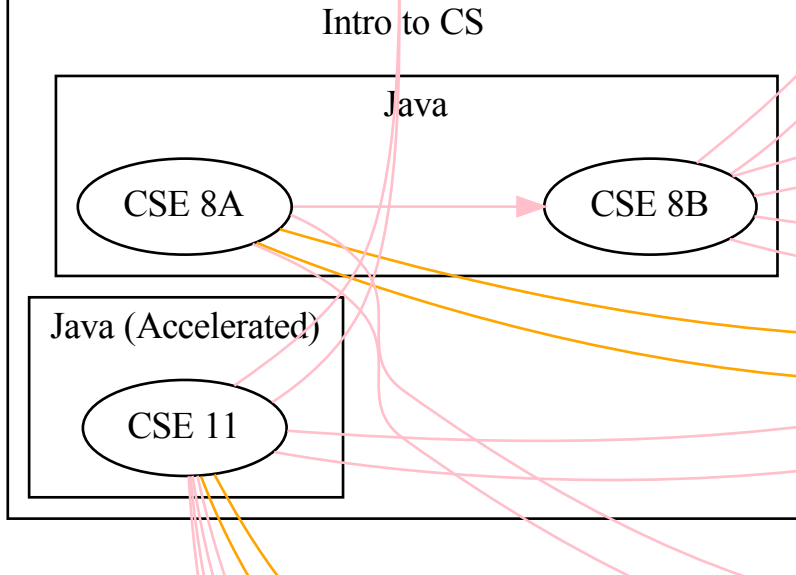 Intro to CS
Java
CSE 8A
CSE 8B
Java (Accelerated)
CSE 11